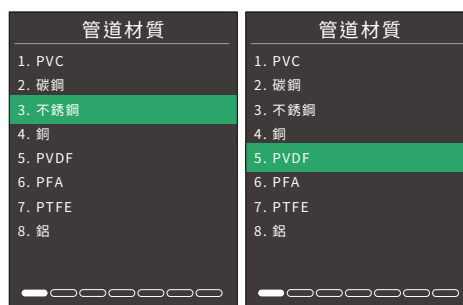 管道材質
1. PVC
2. 碳鋼
3. 不銹鋼
4. 銅
5. PVDF
6. PFA
7. PTFE
8. 鋁
管道材質
1. PVC
2. 碳鋼
3. 不銹鋼
4. 銅
5. PVDF
6. PFA
7. PTFE
8. 鋁